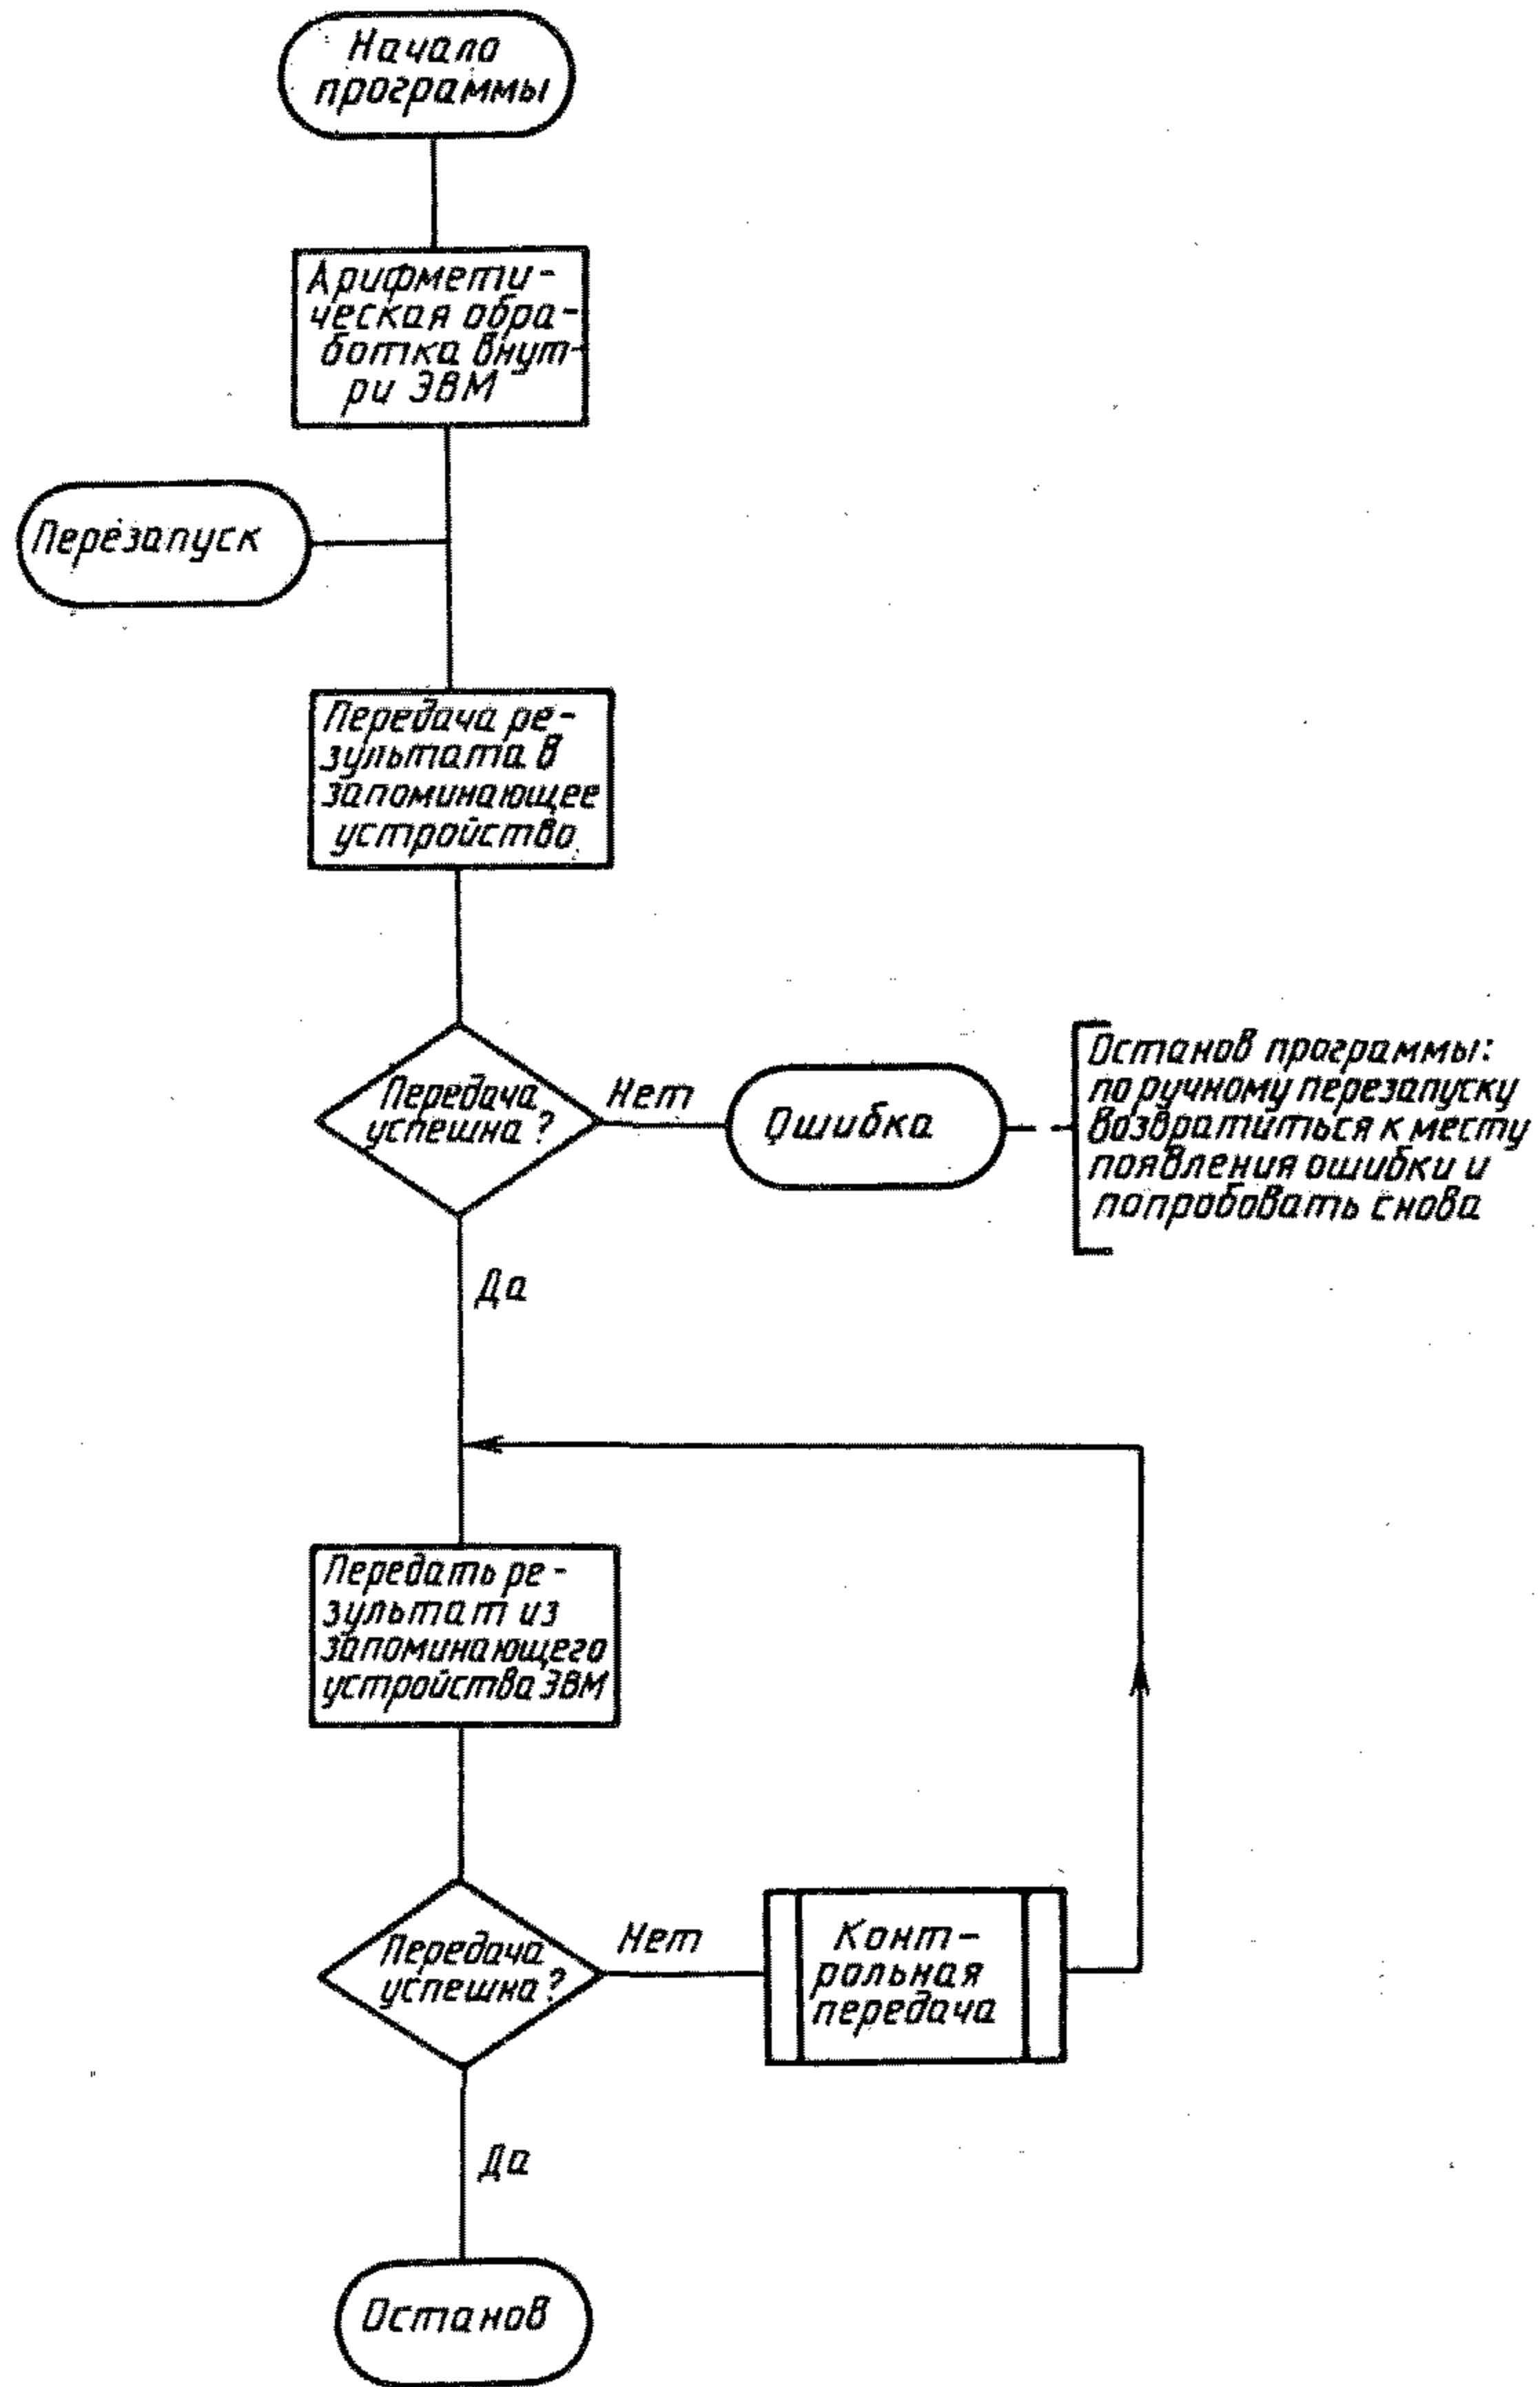 Начало
программы
Арифмети-
ческая обра-
ботка внут-
ри ЭВМ
Перезапуск
Передача ре-
зультата в
запоминающее
устройство
Передача
успешна?
Нет
Ошибка
Останов программы:
по ручному перезапуску
возвратиться к месту
появления ошибки и
попробовать снова
Да
Передать ре-
зультат из
запоминающего
устройства ЭВМ
Передача
успешна?
Нет
Конт-
рольная
передача
Да
Останов